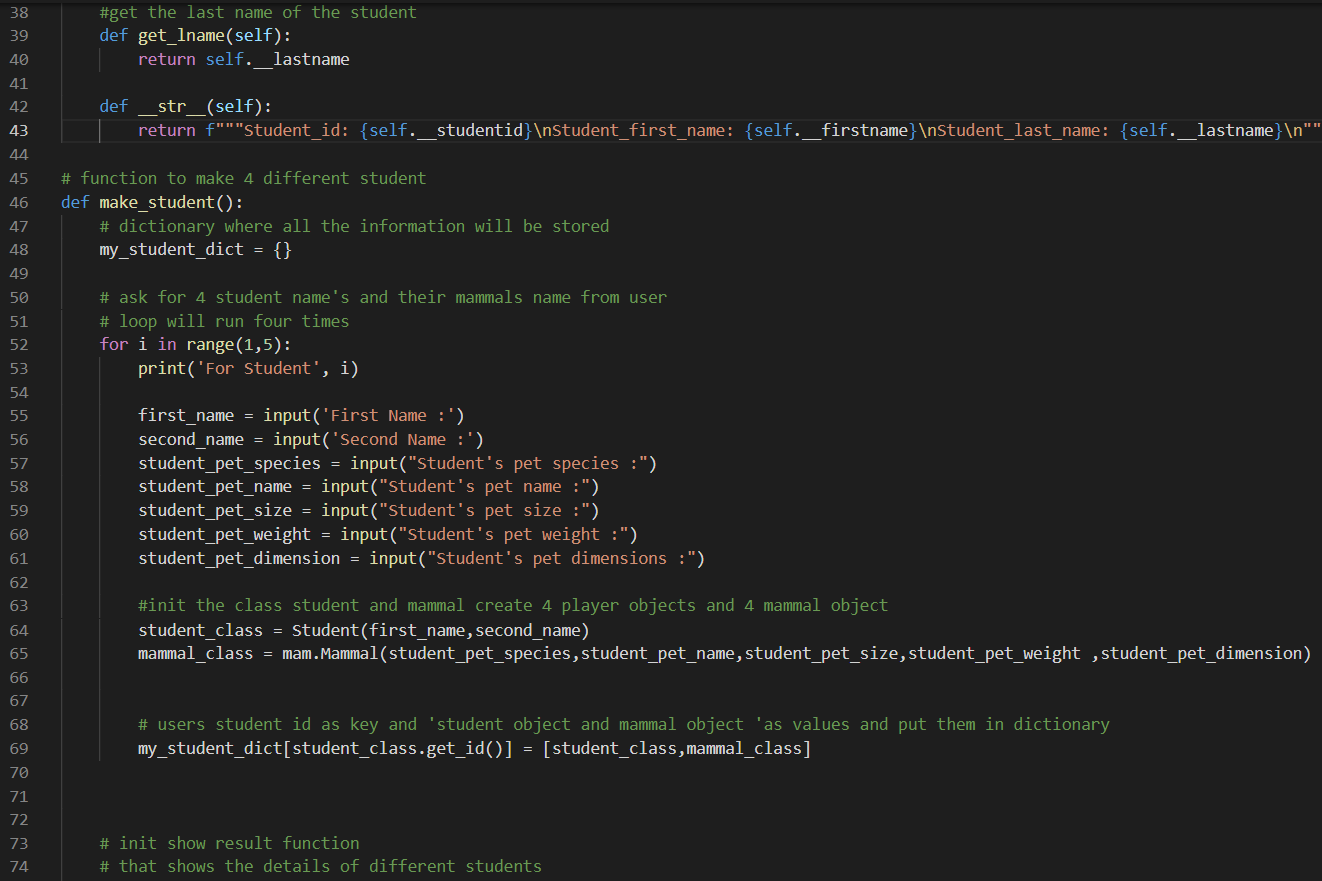 38 #get the last name of the student
39 def get_lname(self):
40 return self.__lastname
41
42 def __str__(self):
43 return f"""Student_id: {self.__studentid}\nStudent_first_name: {self.__firstname}\nStudent_last_name: {self.__lastname}\n""
44
45 # function to make 4 different student
46 def make_student():
47 # dictionary where all the information will be stored
48 my_student_dict = {}
49
50 # ask for 4 student name's and their mammals name from user
51 # loop will run four times
52 for i in range(1,5):
53 print('For Student', i)
54
55 first_name = input('First Name :')
56 second_name = input('Second Name :')
57 student_pet_species = input("Student's pet species :")
58 student_pet_name = input("Student's pet name :")
59 student_pet_size = input("Student's pet size :")
60 student_pet_weight = input("Student's pet weight :")
61 student_pet_dimension = input("Student's pet dimensions :")
62
63 #init the class student and mammal create 4 player objects and 4 mammal object
64 student_class = Student(first_name,second_name)
65 mammal_class = mam.Mammal(student_pet_species,student_pet_name,student_pet_size,student_pet_weight ,student_pet_dimension)
66
67
68 # users student id as key and 'student object and mammal object 'as values and put them in dictionary
69 my_student_dict[student_class.get_id()] = [student_class,mammal_class]
70
71
72
73 # init show result function
74 # that shows the details of different students